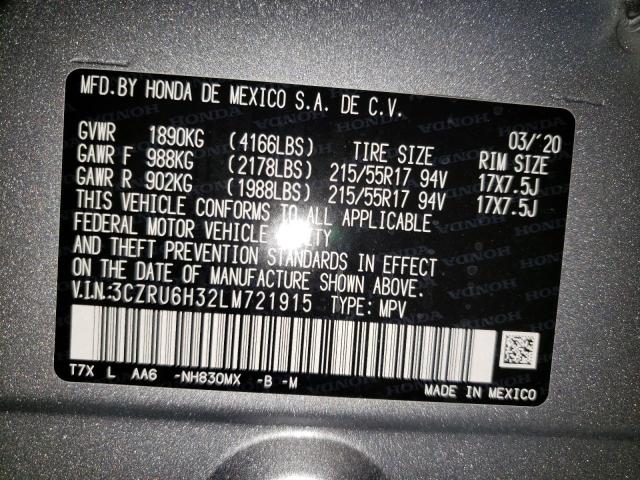 MFD. BY HONDA DE MEXICO S.A. DE C.V.
03/'20
GVWR 1890KG (4166LBS) TIRE SIZE RIM SIZE
GAWR F 988KG (2178LBS) 215/55R17 94V 17X7.5J
GAWR R 902KG (1988LBS) 215/55R17 94V 17X7.5J
THIS VEHICLE CONFORMS TO ALL APPLICABLE
FEDERAL MOTOR VEHICLE
AND THEFT PREVENTION STANDARDS IN EFFECT
ON THE DATE OF MANUFACTURE SHOWN ABOVE.
V.I.N.:3CZRU6H32LM721915 TYPE: MPV
T7X L AA6 -NH830MX -B -M
MADE IN MEXICO